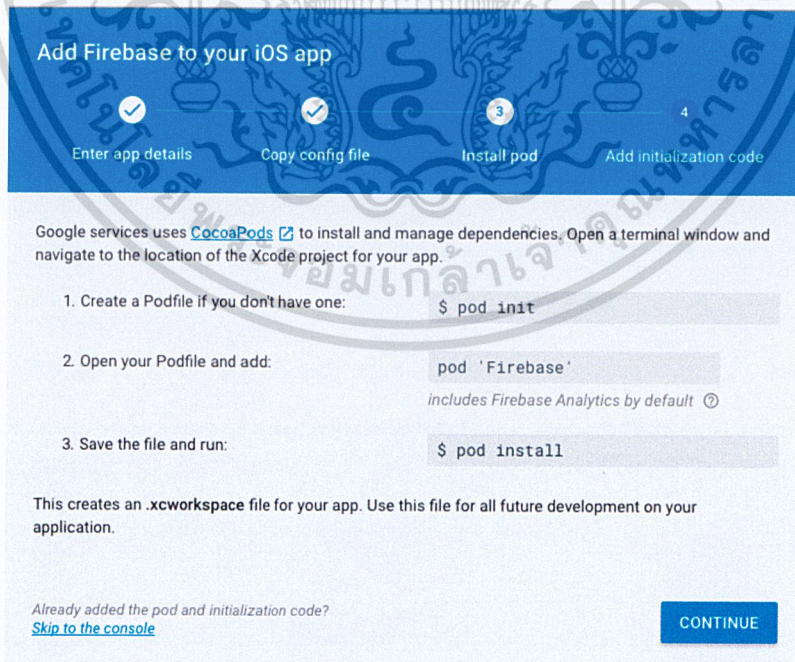 Add Firebase to your iOS app
3
4
Enter app details
Copy config file
Install pod
Add initialization code
Google services uses CocoaPods to install and manage dependencies. Open a terminal window and
navigate to the location of the Xcode project for your app.
1. Create a Podfile if you don't have one:
$ pod init
2. Open your Podfile and add:
pod 'Firebase'
includes Firebase Analytics by default ?
3. Save the file and run:
$ pod install
This creates an .xcworkspace file for your app. Use this file for all future development on your
application.
Already added the pod and initialization code?
Skip to the console
CONTINUE